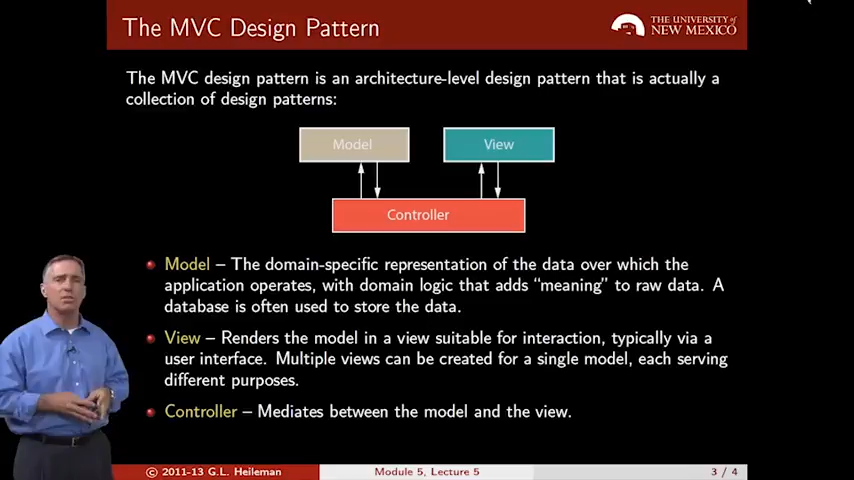 The MVC Design Pattern
THE UNIVERSITY of
NEW MEXICO
The MVC design pattern is an architecture-level design pattern that is actually a
collection of design patterns:
Model
View
Controller
Model – The domain-specific representation of the data over which the
application operates, with domain logic that adds “meaning” to raw data. A
database is often used to store the data.
View – Renders the model in a view suitable for interaction, typically via a
user interface. Multiple views can be created for a single model, each serving
different purposes.
Controller – Mediates between the model and the view.
© 2011-13 G.L. Heileman
Module 5, Lecture 5
3 / 4